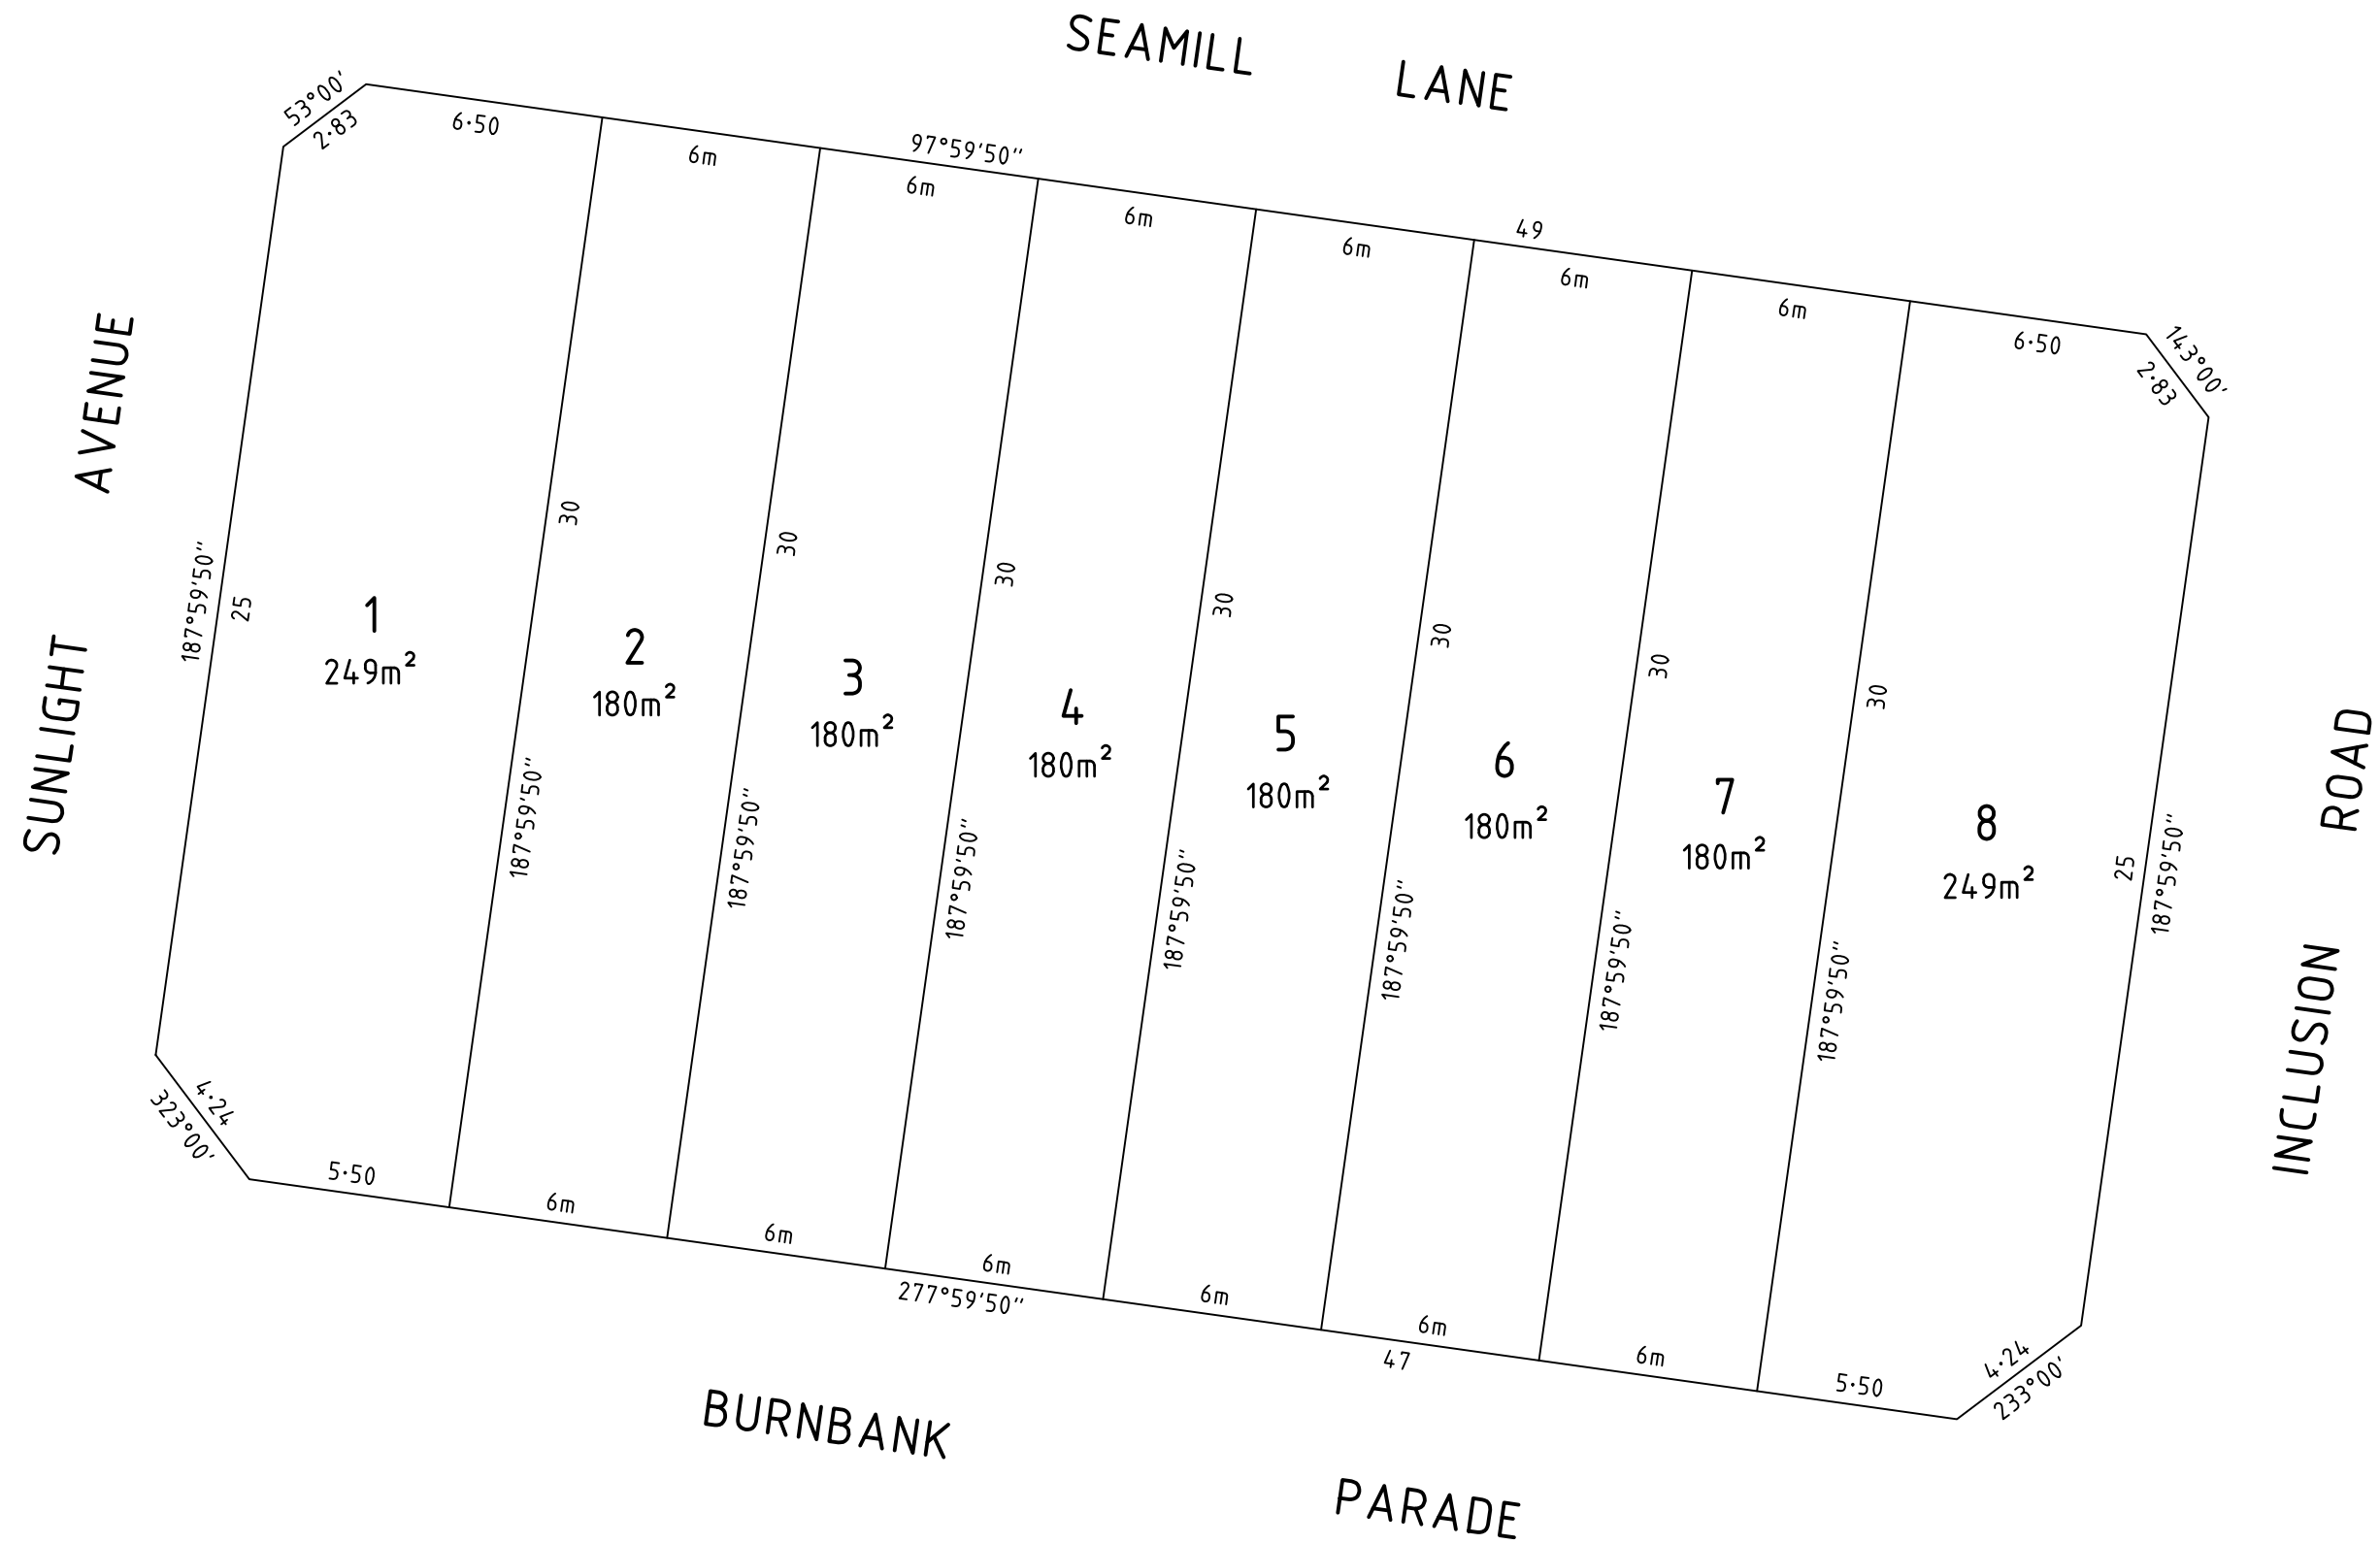 SEAMILL LANE
53°00'
2·83
6·50
6m
97°59'50"
6m
6m
6m
49
6m
6m
6·50
143°00'
2·83
SUNLIGHT AVENUE
187°59'50"
25
1
249m²
30
187°59'50"
2
180m²
30
187°59'50"
3
180m²
30
187°59'50"
4
180m²
30
187°59'50"
5
180m²
30
187°59'50"
6
180m²
30
187°59'50"
7
180m²
30
187°59'50"
8
249m²
25
187°59'50"
INCLUSION ROAD
4·24
323°00'
5·50
6m
6m
6m
277°59'50"
6m
6m
47
6m
5·50
4·24
233°00'
BURNBANK PARADE